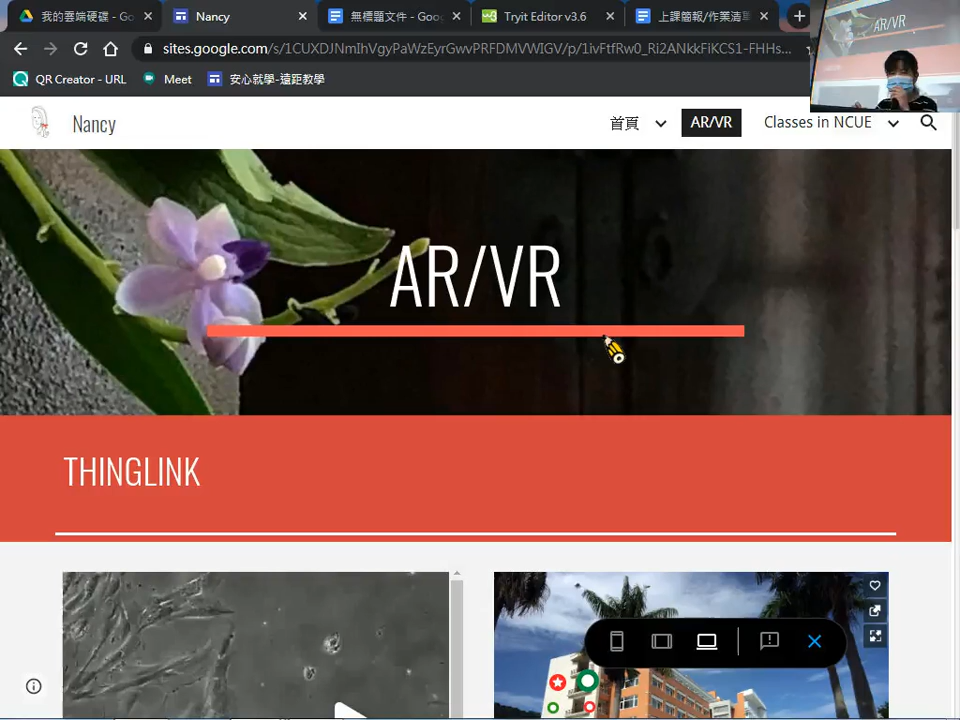 我的雲端硬碟 - Go
Nancy
無標題文件 - Goo
Tryit Editor v3.6
上課簡報/作業清單
sites.google.com/s/1CUXDJNmIhVgyPaWzEyrGwvPRFDMVWIGV/p/1ivFtfRw0_Ri2ANkkFiKCS1-FHHs...
QR Creator - URL
Meet
安心就學-遠距教學
AR/VR
Nancy
首頁
AR/VR
Classes in NCUE
AR/VR
THINGLINK